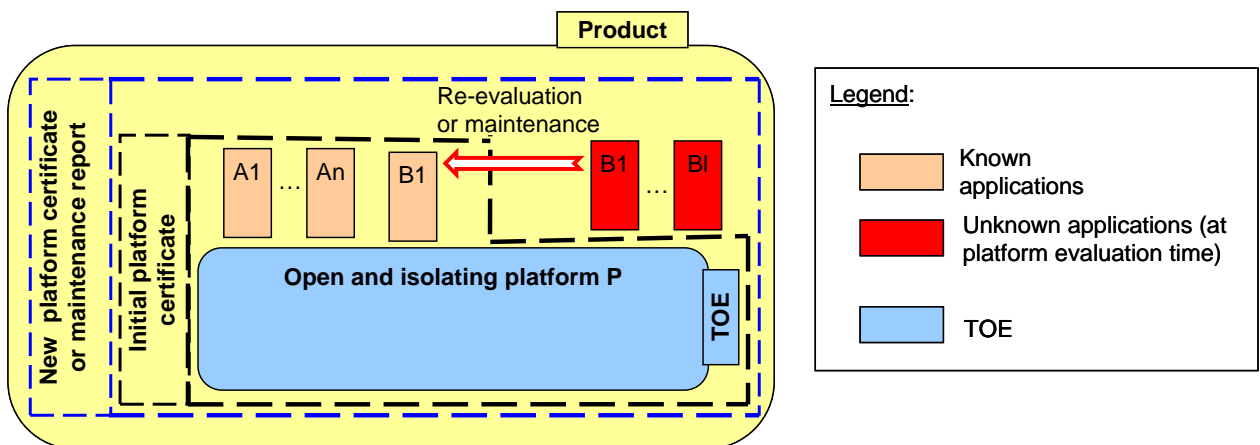 Product
New platform certificate
or maintenance report
Initial platform
certificate
Re-evaluation
or maintenance
A1
...
An
B1
B1
...
Bl
Open and isolating platform P
TOE
Legend:
Known
applications
Unknown applications (at
platform evaluation time)
TOE